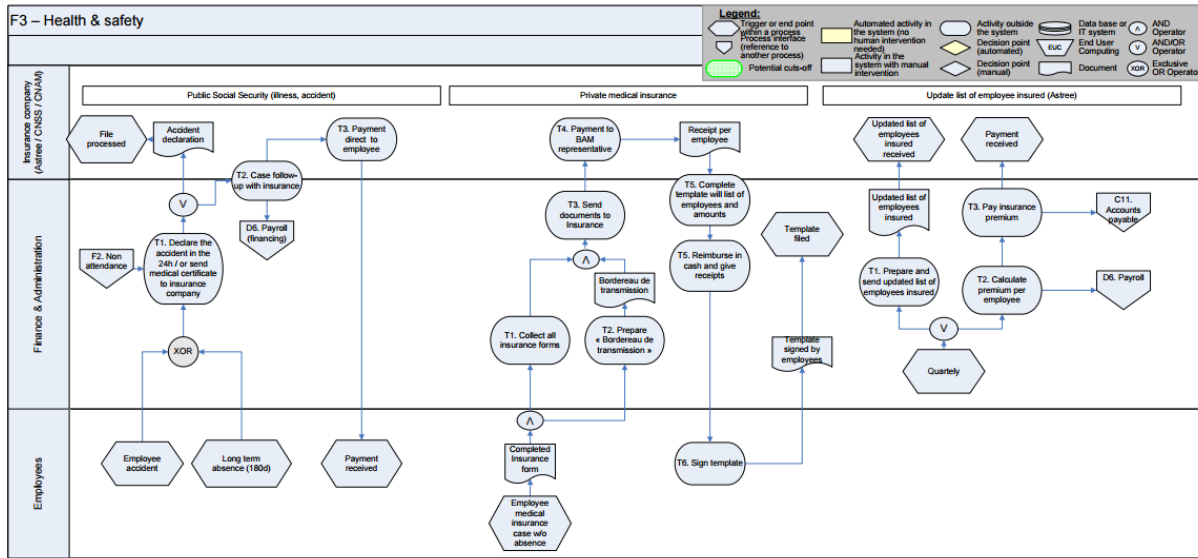 F3 – Health & safety
Legend:
Trigger or end point
within a process
Process interface
(reference to
another process)
Potential cuts-off
Automated activity in
the system (no
human intervention
needed)
Activity in the
system with manual
intervention
Activity outside
the system
Decision point
(automated)
Decision point
(manual)
Data base or
IT system
EUC
End User
Computing
Document
Λ
AND
Operator
V
AND/OR
Operator
XOR
Exclusive
OR Operator
Insurance company
(Astree / CNSS / CNAM)
Finance & Administration
Employees
Public Social Security (illness, accident)
File
processed
Accident
declaration
T3. Payment
direct to
employee
T2. Case follow-
up with insurance
V
D6. Payroll
(financing)
F2. Non
attendance
T1. Declare the
accident in the
24h / or send
medical certificate
to insurance
company
XOR
Employee
accident
Long term
absence (180d)
Payment
received
Private medical insurance
T4. Payment to
BAM
representative
Receipt per
employee
T5. Complete
template will list of
employees and
amounts
T3. Send
documents to
Insurance
Λ
T5. Reimburse in
cash and give
receipts
Template
filed
Bordereau de
transmission
T1. Collect all
insurance forms
T2. Prepare
« Bordereau de
transmission »
Template
signed by
employees
Λ
Completed
Insurance
form
T6. Sign template
Employee
medical
insurance
case w/o
absence
Update list of employee insured (Astree)
Updated list of
employees
insured
received
Payment
received
Updated list of
employees
insured
T3. Pay insurance
premium
C11.
Accounts
payable
T1. Prepare and
send updated list of
employees insured
T2. Calculate
premium per
employee
D6. Payroll
V
Quartely